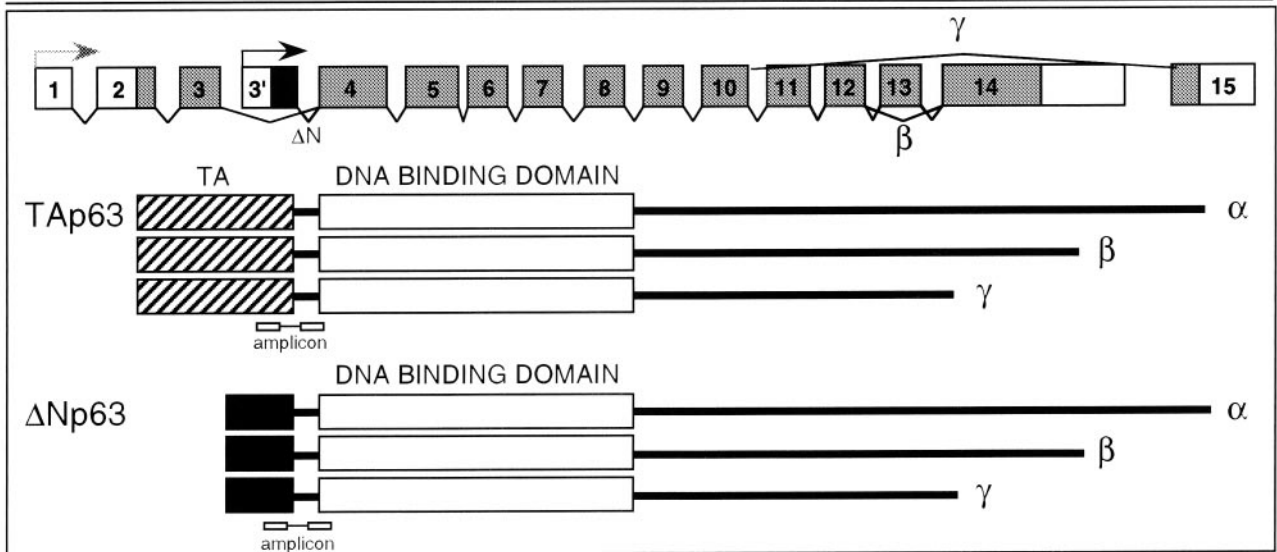 γ
1 2 3 3' 4 5 6 7 8 9 10 11 12 13 14 15
ΔN
β
TA DNA BINDING DOMAIN
TAp63 α
β
γ
amplicon
DNA BINDING DOMAIN
ΔNp63 α
β
γ
amplicon